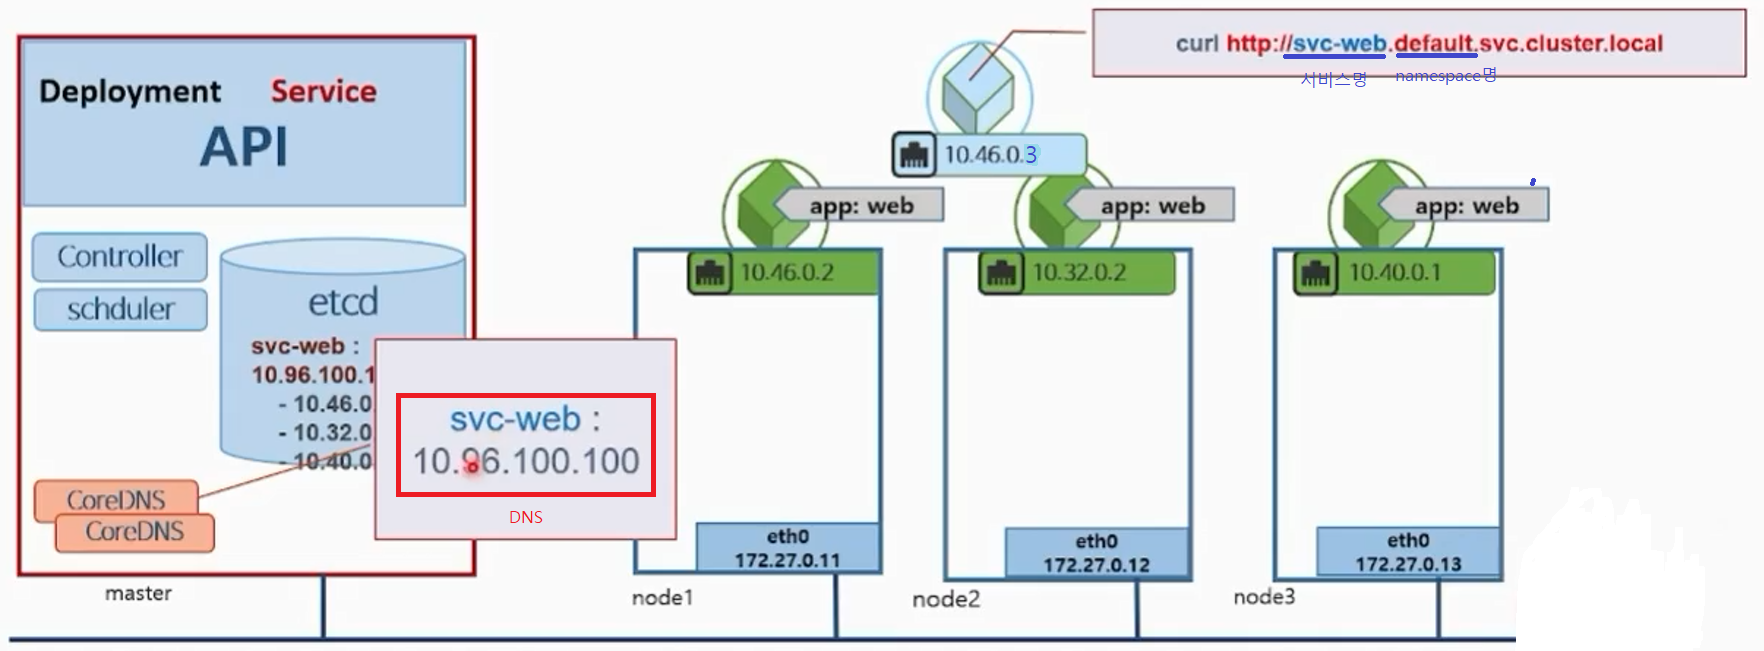 curl http://svc-web.default.svc.cluster.local
서비스명 namespace명
Deployment Service
API
Controller
schduler
etcd
svc-web :
10.96.100.1
- 10.46.0
- 10.32.0
- 10.40.0
CoreDNS
CoreDNS
svc-web :
10.96.100.100
DNS
master
10.46.0.3
app: web
10.46.0.2
eth0
172.27.0.11
node1
app: web
10.32.0.2
eth0
172.27.0.12
node2
app: web
10.40.0.1
eth0
172.27.0.13
node3